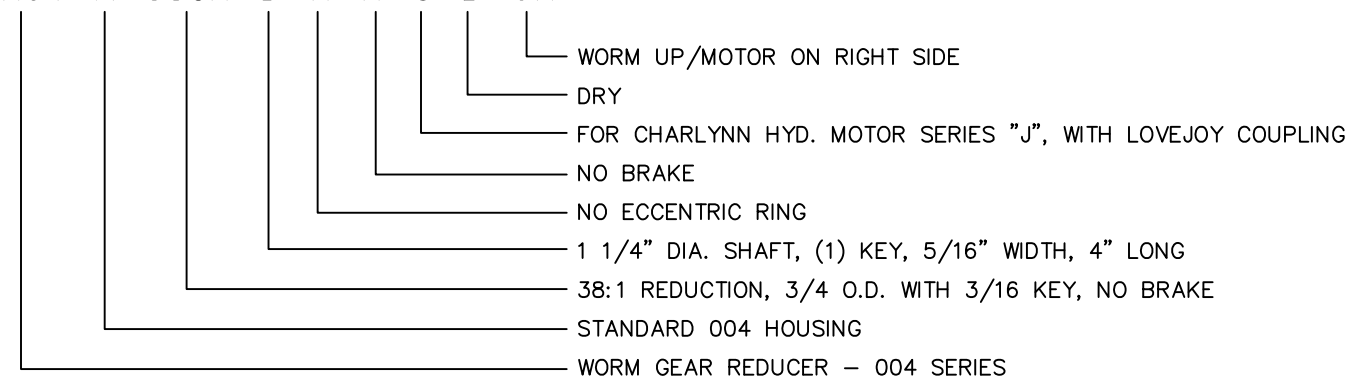 WORM UP/MOTOR ON RIGHT SIDE
DRY
FOR CHARLYNN HYD. MOTOR SERIES "J", WITH LOVEJOY COUPLING
NO BRAKE
NO ECCENTRIC RING
1 1/4" DIA. SHAFT, (1) KEY, 5/16" WIDTH, 4" LONG
38:1 REDUCTION, 3/4 O.D. WITH 3/16 KEY, NO BRAKE
STANDARD 004 HOUSING
WORM GEAR REDUCER – 004 SERIES